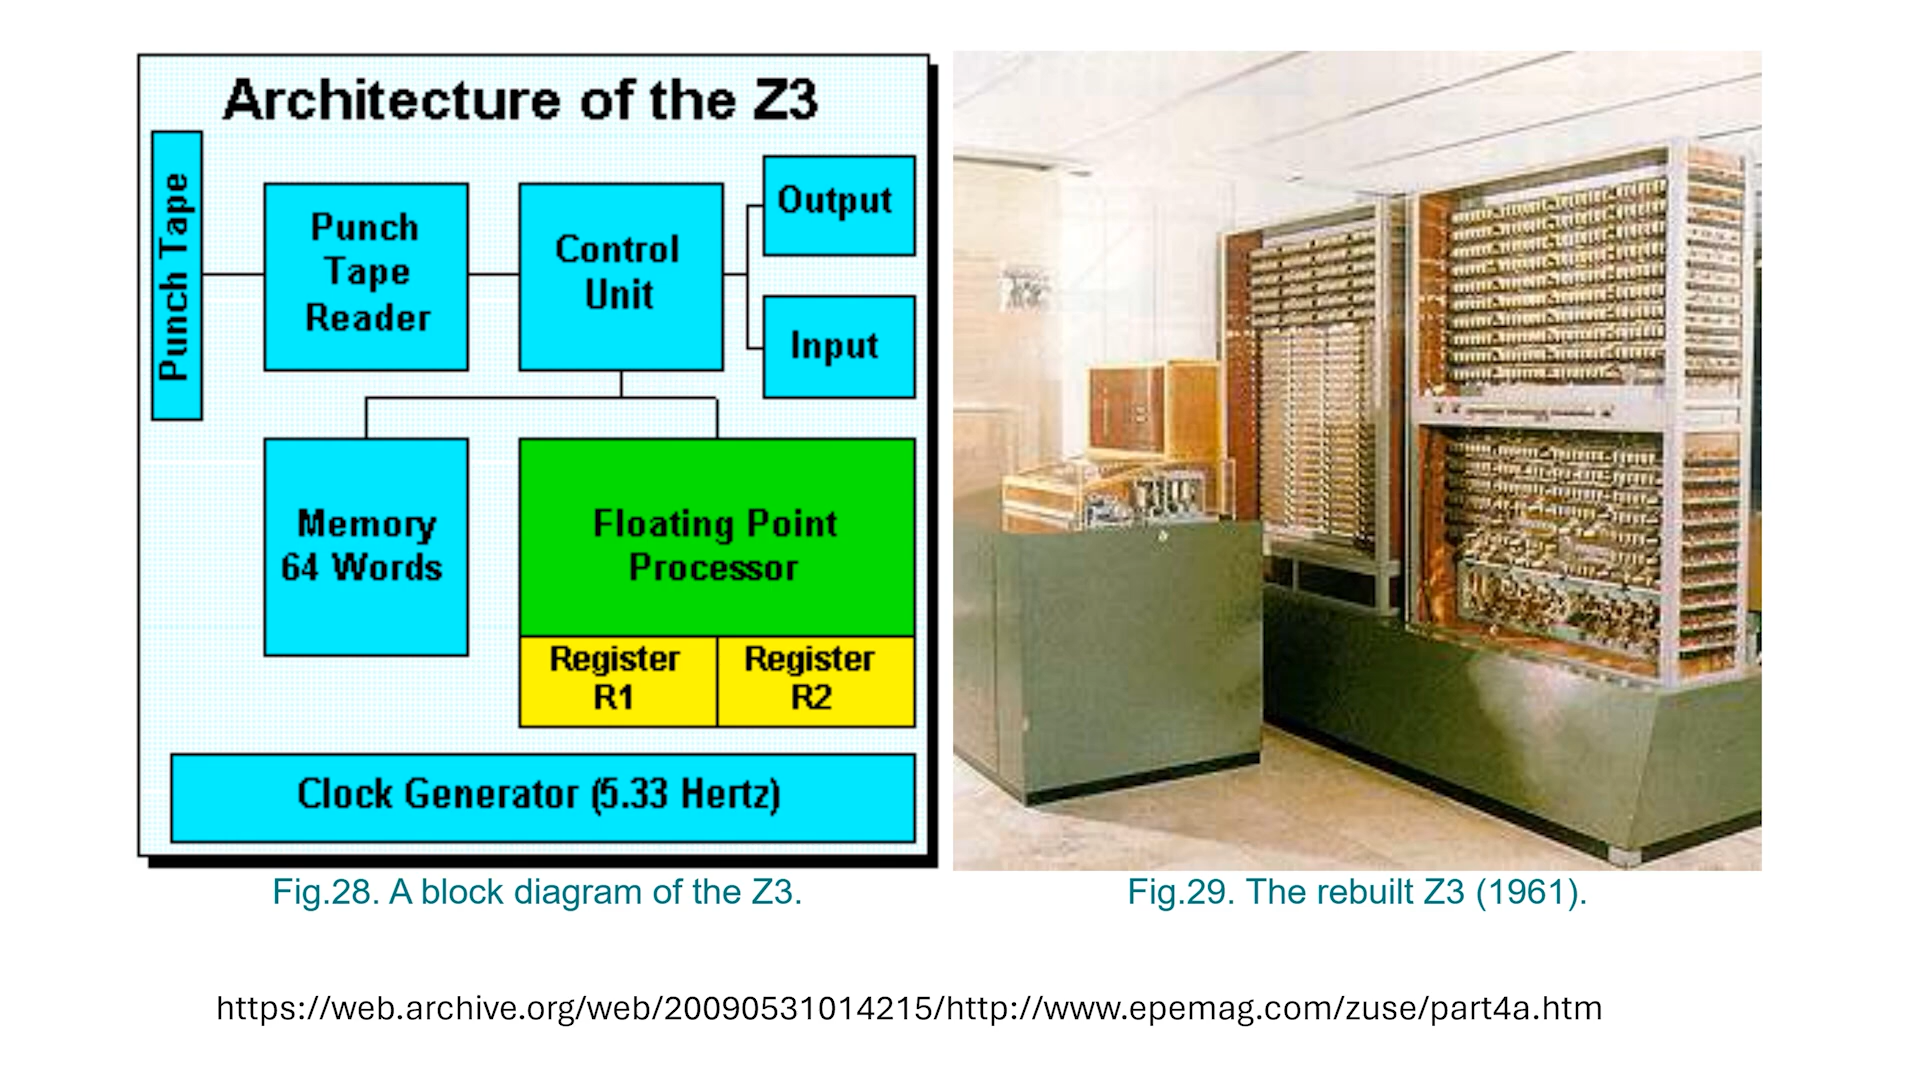 Architecture of the Z3
Punch Tape
Punch
Tape
Reader
Control
Unit
Output
Input
Memory
64 Words
Floating Point
Processor
Register
R1
Register
R2
Clock Generator (5.33 Hertz)
Fig.28. A block diagram of the Z3.
Fig.29. The rebuilt Z3 (1961).
https://web.archive.org/web/20090531014215/http://www.epemag.com/zuse/part4a.htm